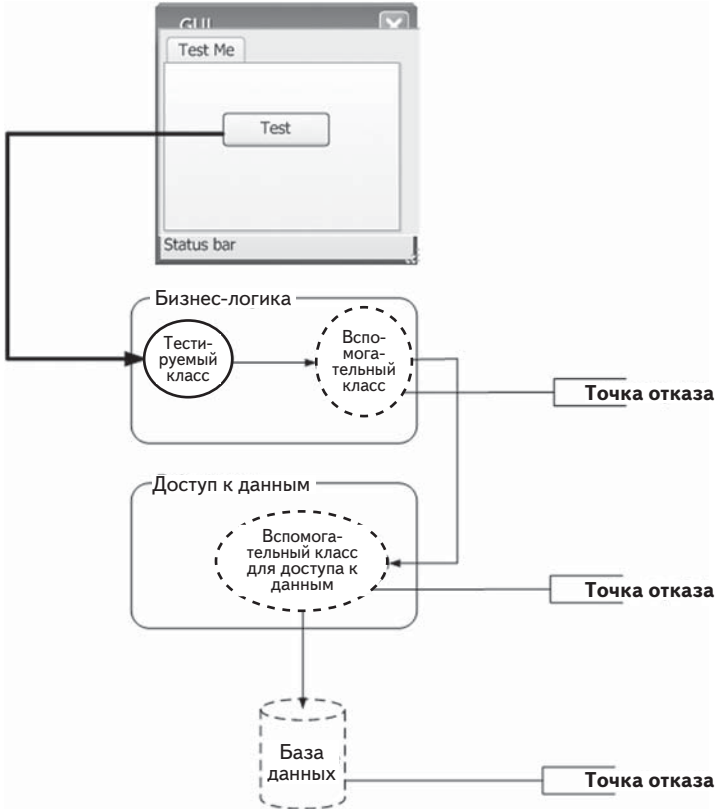 GUI
Test Me
Test
Status bar
Бизнес-логика
Тести-
руемый
класс
Вспо-
мога-
тельный
класс
Точка отказа
Доступ к данным
Вспомога-
тельный класс
для доступа к
данным
Точка отказа
База
данных
Точка отказа